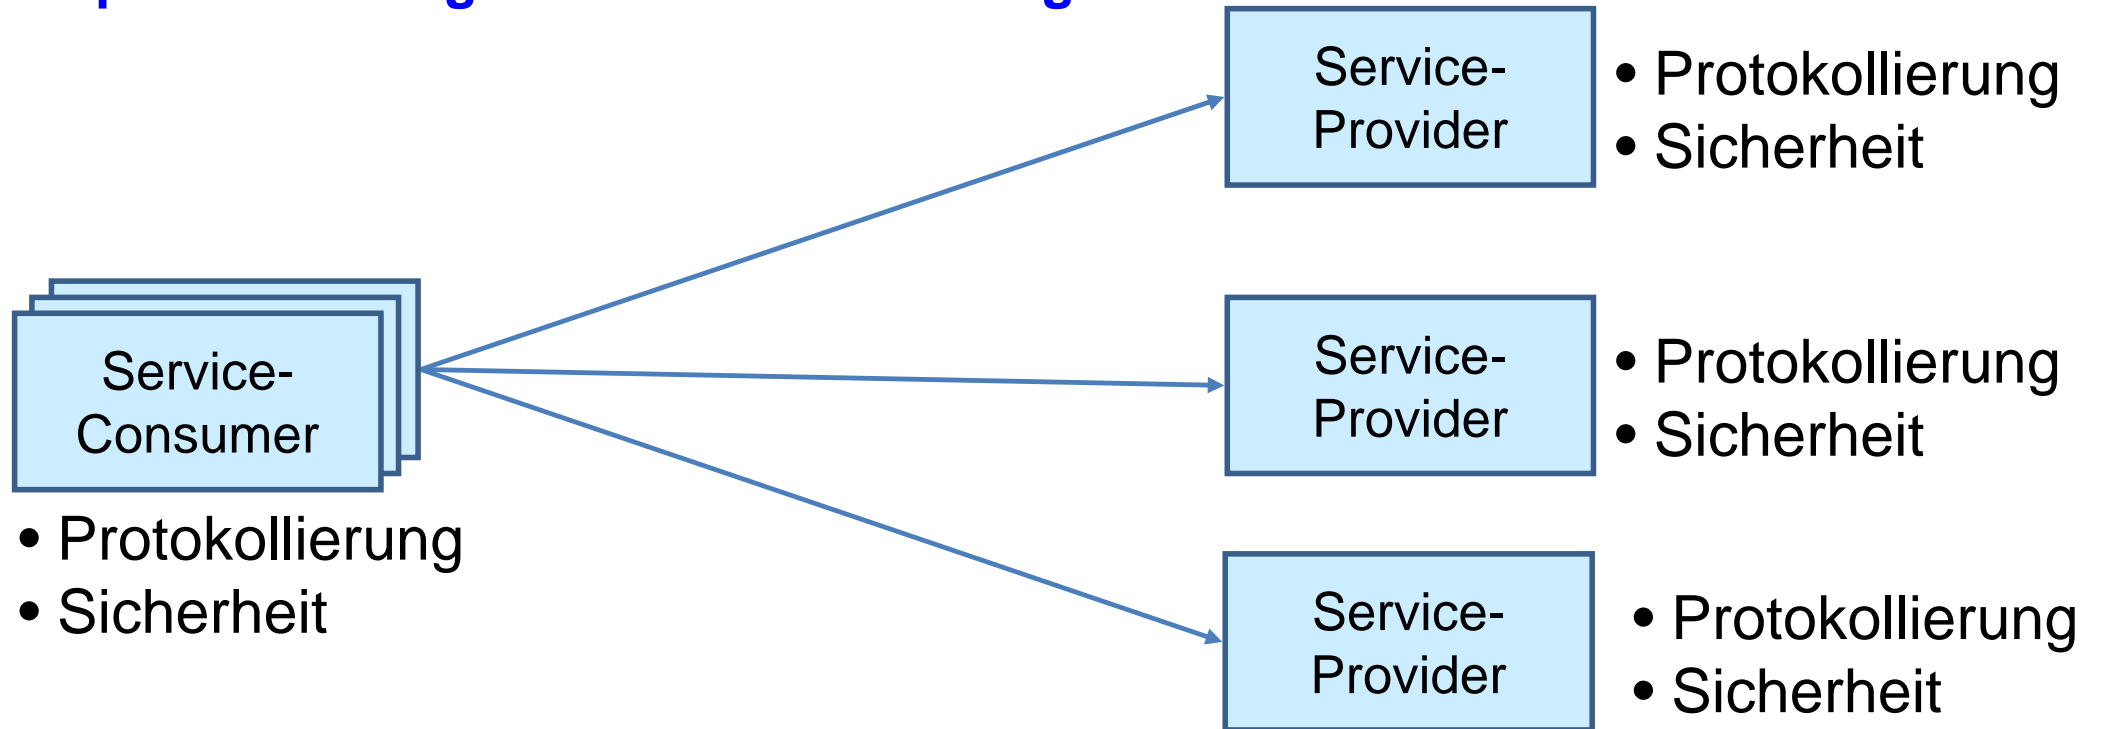 Service-
Provider
• Protokollierung
• Sicherheit
Service-
Consumer
• Protokollierung
• Sicherheit
Service-
Provider
• Protokollierung
• Sicherheit
Service-
Provider
• Protokollierung
• Sicherheit